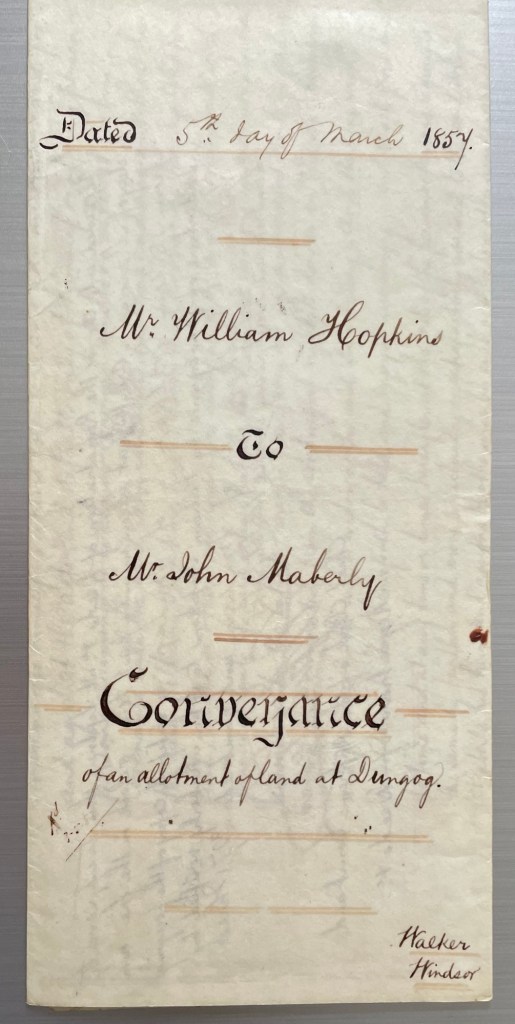 Dated 5th day of March 1857.
Mr. William Hopkins
To
Mr. John Maberly
Conveyance
of an allotment of land at Dungog.
Walker
Windsor